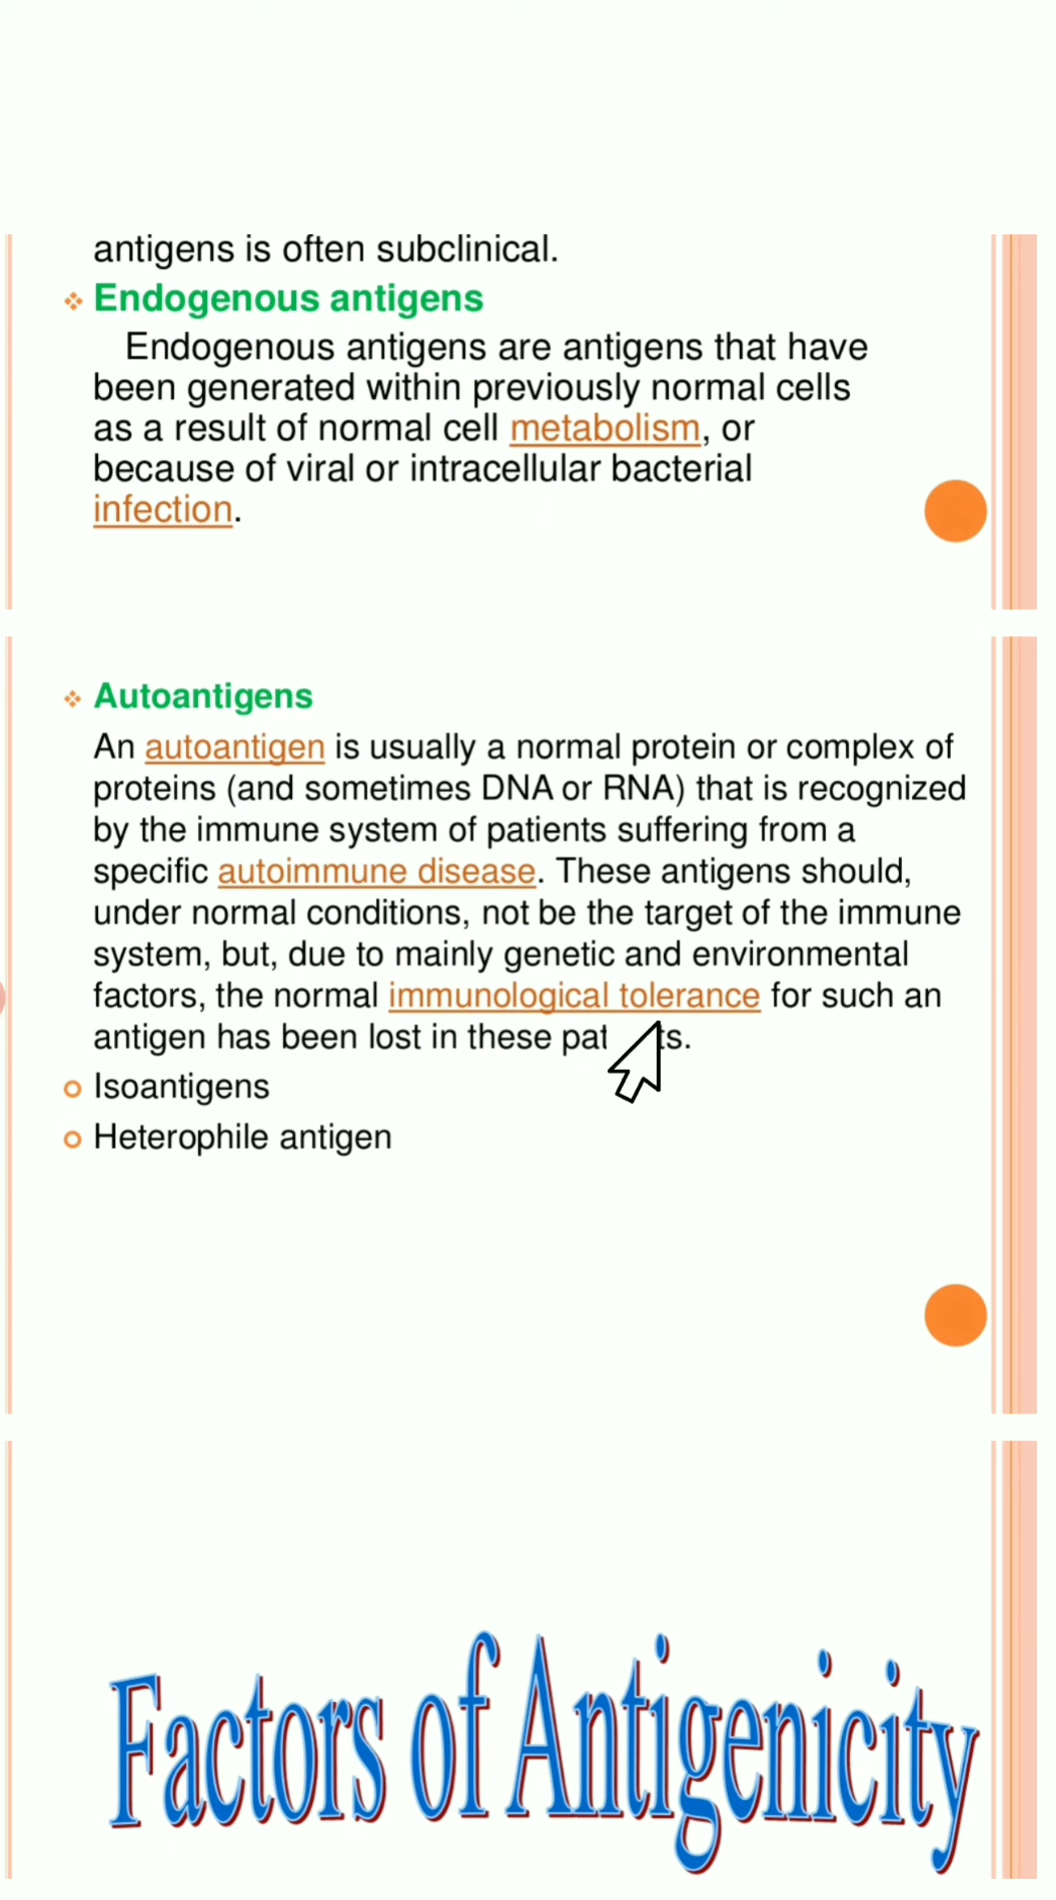 antigens is often subclinical.
Endogenous antigens
Endogenous antigens are antigens that have
been generated within previously normal cells
as a result of normal cell metabolism, or
because of viral or intracellular bacterial
infection.
Autoantigens
An autoantigen is usually a normal protein or complex of
proteins (and sometimes DNA or RNA) that is recognized
by the immune system of patients suffering from a
specific autoimmune disease. These antigens should,
under normal conditions, not be the target of the immune
system, but, due to mainly genetic and environmental
factors, the normal immunological tolerance for such an
antigen has been lost in these
Isoantigens
Heterophile antigen
Factors of Antigenicity